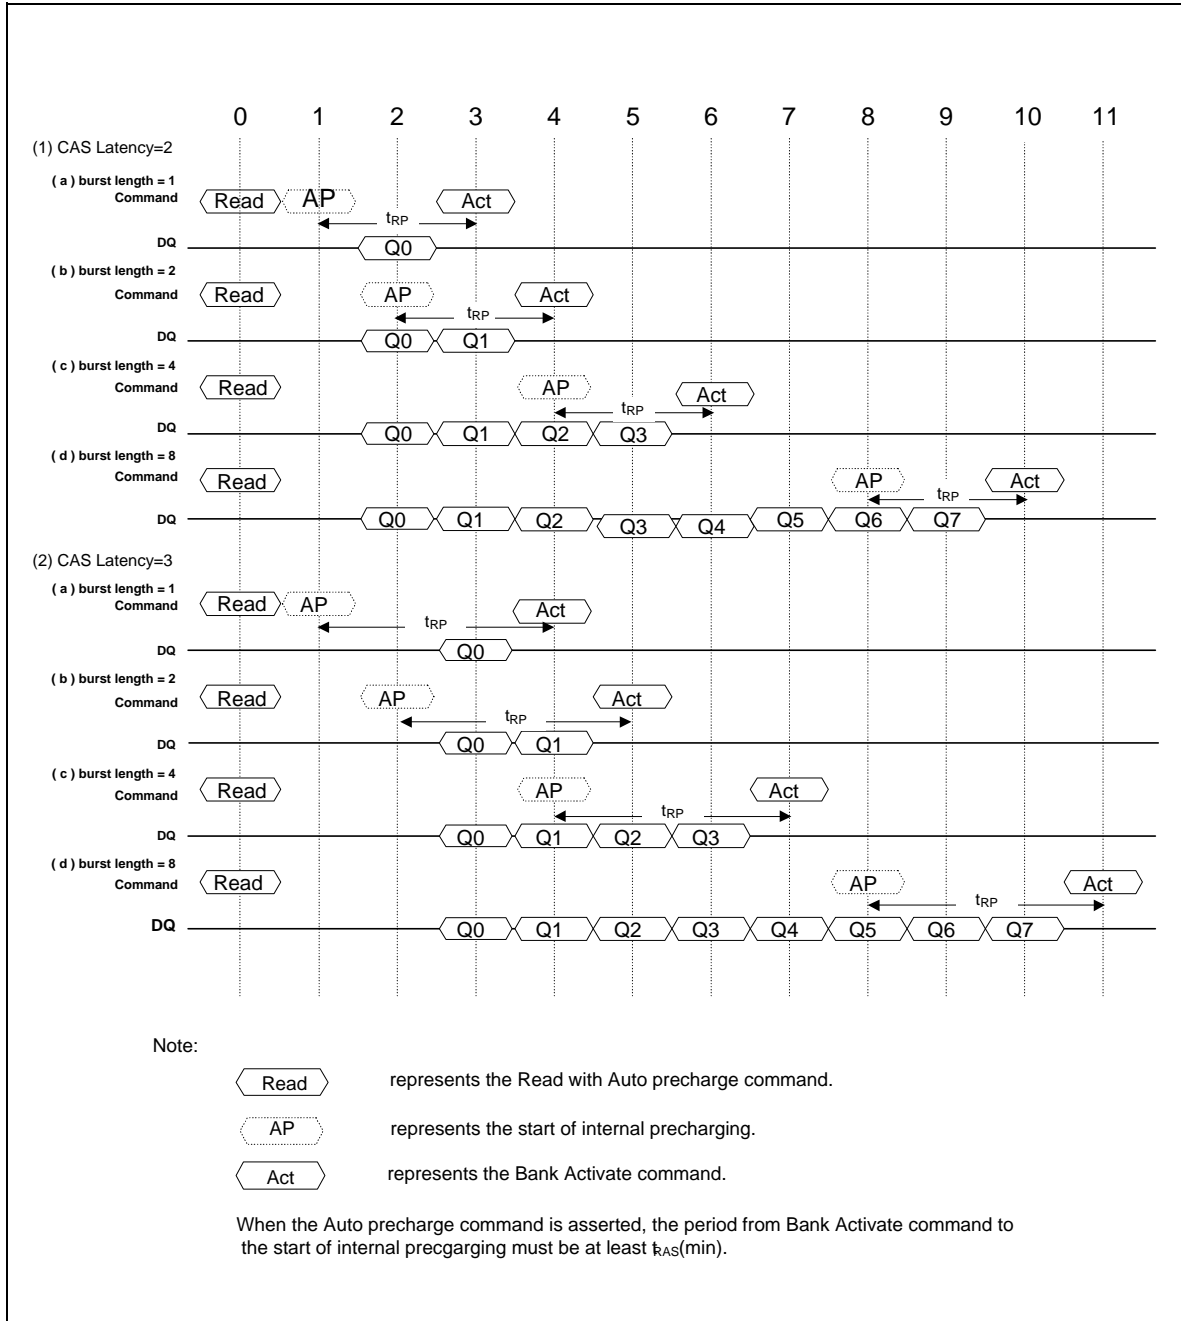 0 1 2 3 4 5 6 7 8 9 10 11
(1) CAS Latency=2
( a ) burst length = 1
Command Read AP Act
tRP
DQ Q0
( b ) burst length = 2
Command Read AP Act
tRP
DQ Q0 Q1
( c ) burst length = 4
Command Read AP Act
tRP
DQ Q0 Q1 Q2 Q3
( d ) burst length = 8
Command Read AP Act
tRP
DQ Q0 Q1 Q2 Q3 Q4 Q5 Q6 Q7
(2) CAS Latency=3
( a ) burst length = 1
Command Read AP Act
tRP
DQ Q0
( b ) burst length = 2
Command Read AP Act
tRP
DQ Q0 Q1
( c ) burst length = 4
Command Read AP Act
tRP
DQ Q0 Q1 Q2 Q3
( d ) burst length = 8
Command Read AP Act
tRP
DQ Q0 Q1 Q2 Q3 Q4 Q5 Q6 Q7
Note:
Read represents the Read with Auto precharge command.
AP represents the start of internal precharging.
Act represents the Bank Activate command.
When the Auto precharge command is asserted, the period from Bank Activate command to
the start of internal precgarging must be at least tRAS(min).